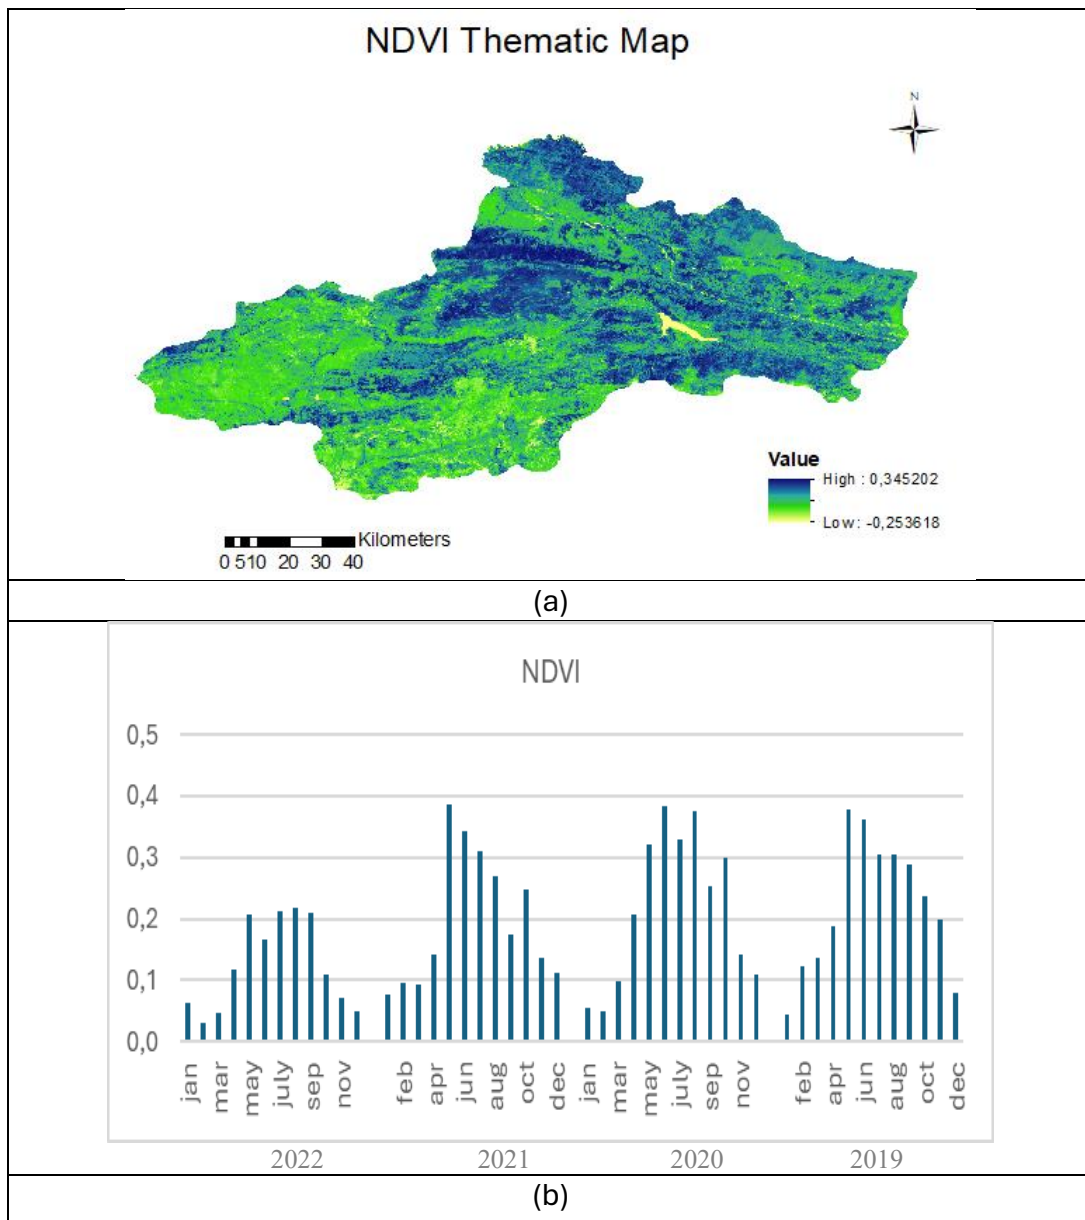 NDVI Thematic Map
N
Value
High : 0,345202
Low: -0,253618
Kilometers
0 5 10 20 30 40
(a)
NDVI
0,5
0,4
0,3
0,2
0,1
0,0
jan mar may july sep nov feb apr jun aug oct dec jan mar may july sep nov feb apr jun aug oct dec
2022 2021 2020 2019
(b)